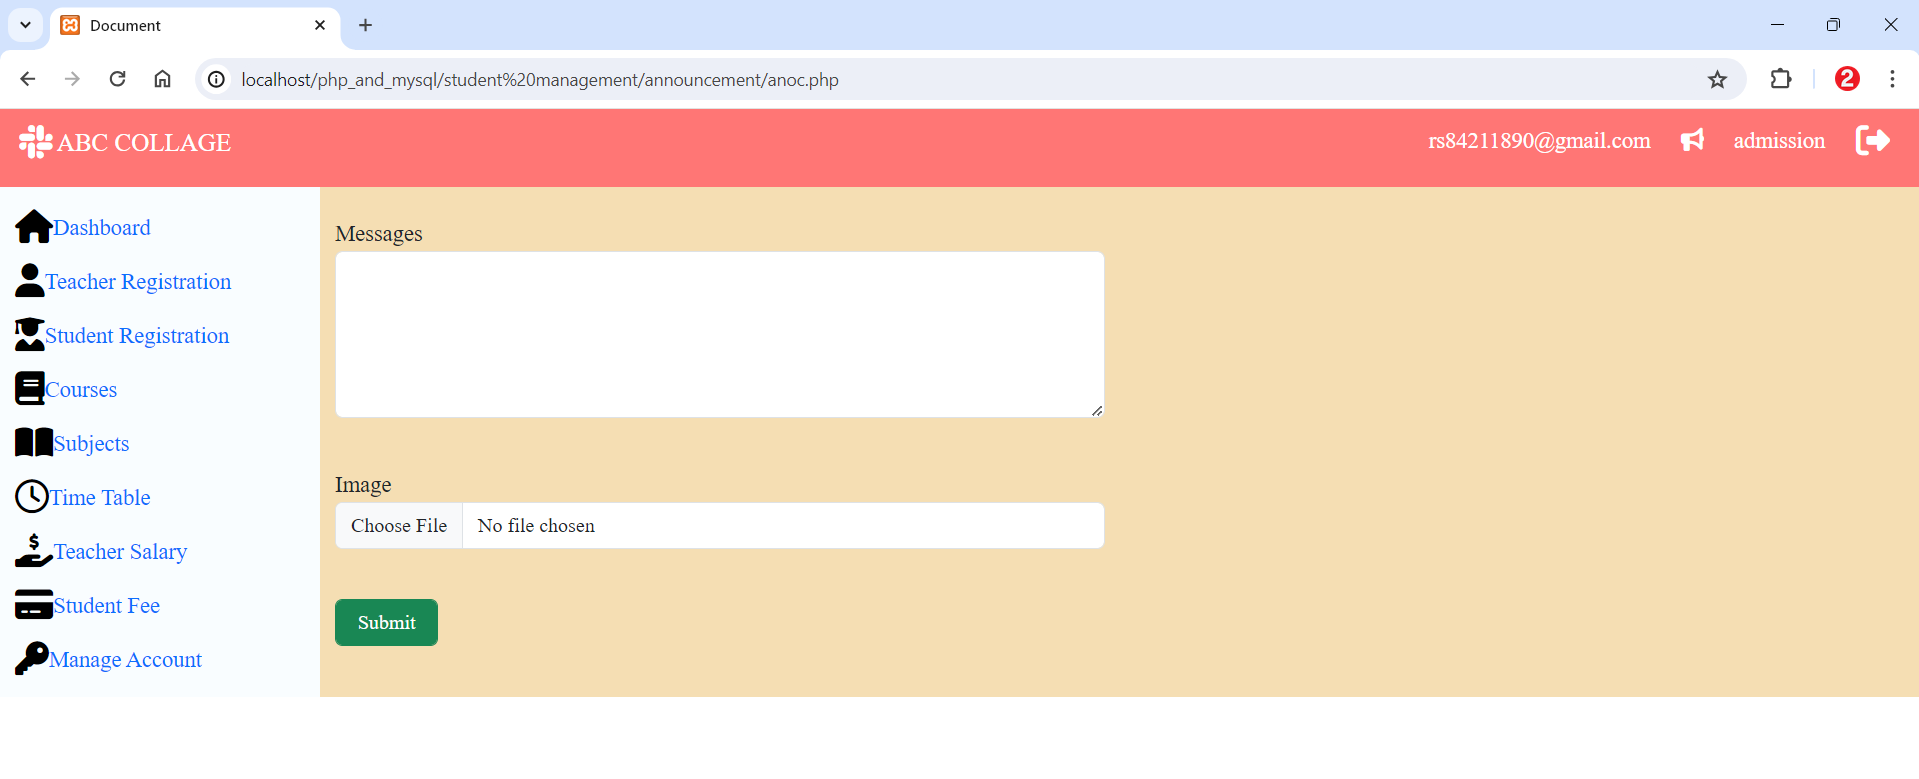 Document
localhost/php_and_mysql/student%20management/announcement/anoc.php
2
ABC COLLAGE
rs84211890@gmail.com
admission
Dashboard
Teacher Registration
Student Registration
Courses
Subjects
Time Table
Teacher Salary
Student Fee
Manage Account
Messages
Image
Choose File No file chosen
Submit